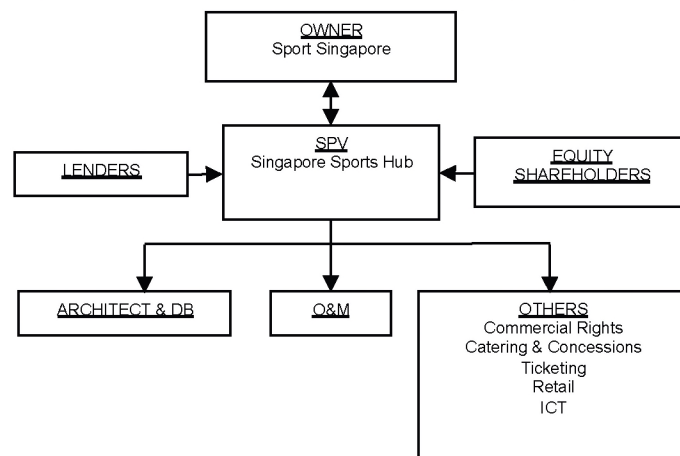 OWNER
Sport Singapore
SPV
Singapore Sports Hub
LENDERS
EQUITY
SHAREHOLDERS
ARCHITECT & DB
O&M
OTHERS
Commercial Rights
Catering & Concessions
Ticketing
Retail
ICT